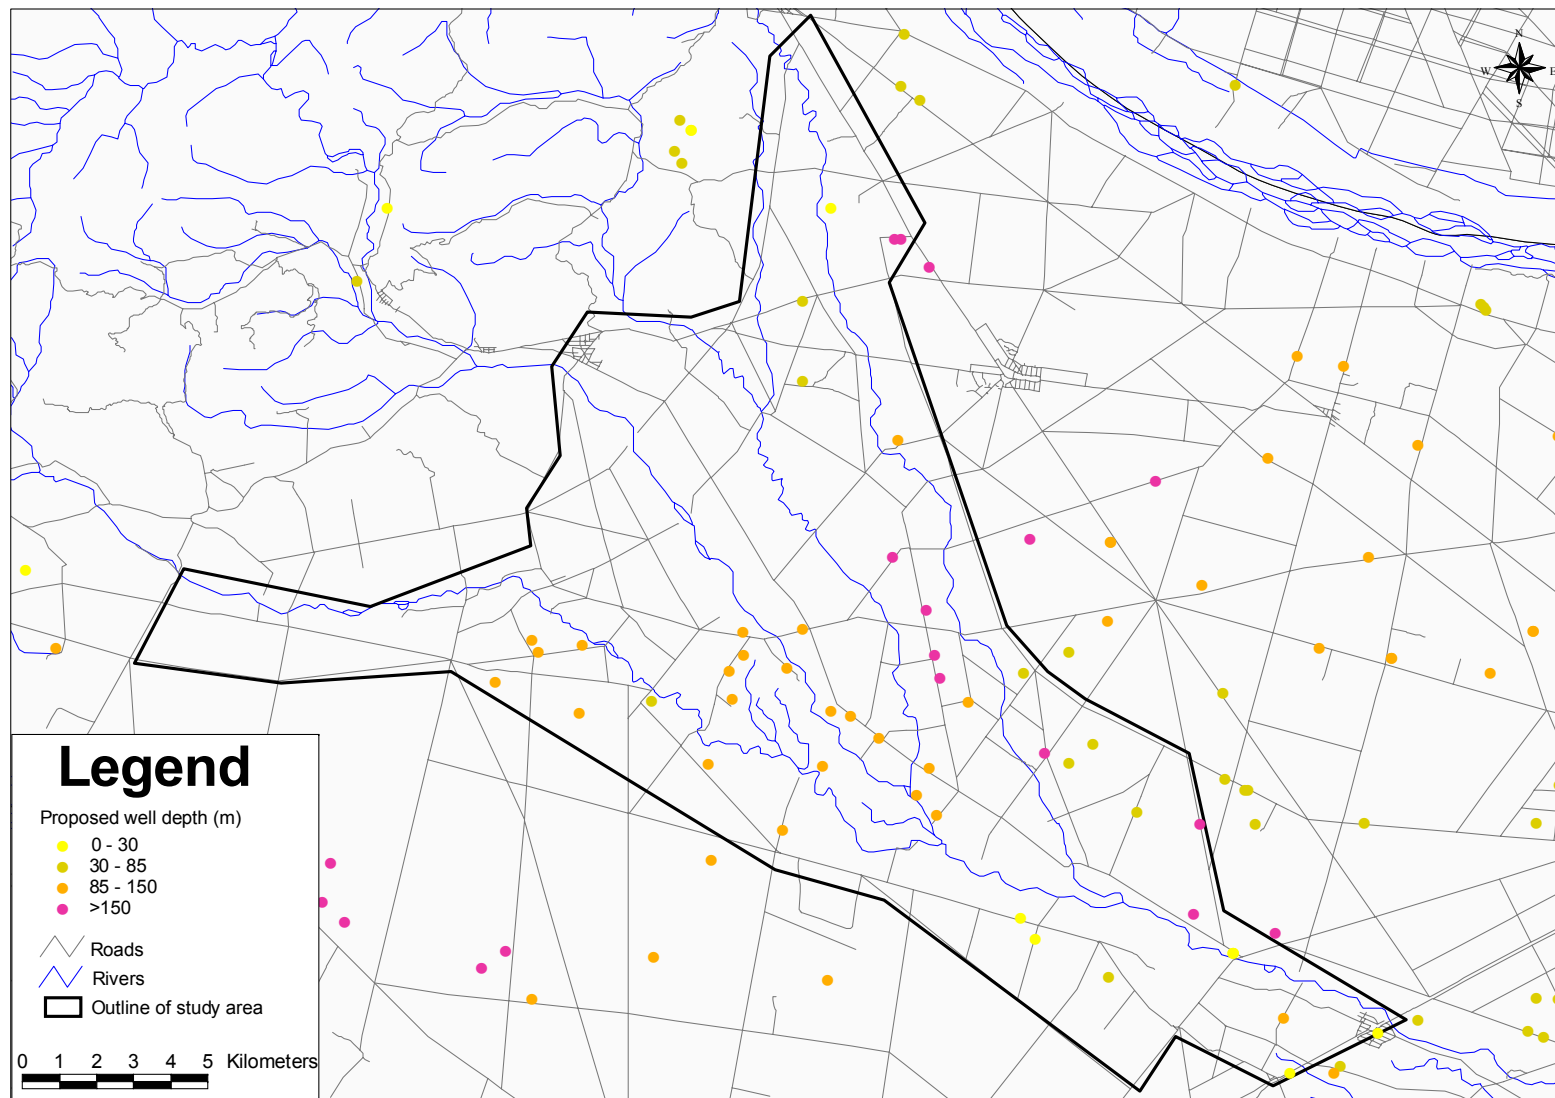 N
W E
S
Legend
Proposed well depth (m)
0 - 30
30 - 85
85 - 150
>150
Roads
Rivers
Outline of study area
0 1 2 3 4 5 Kilometers